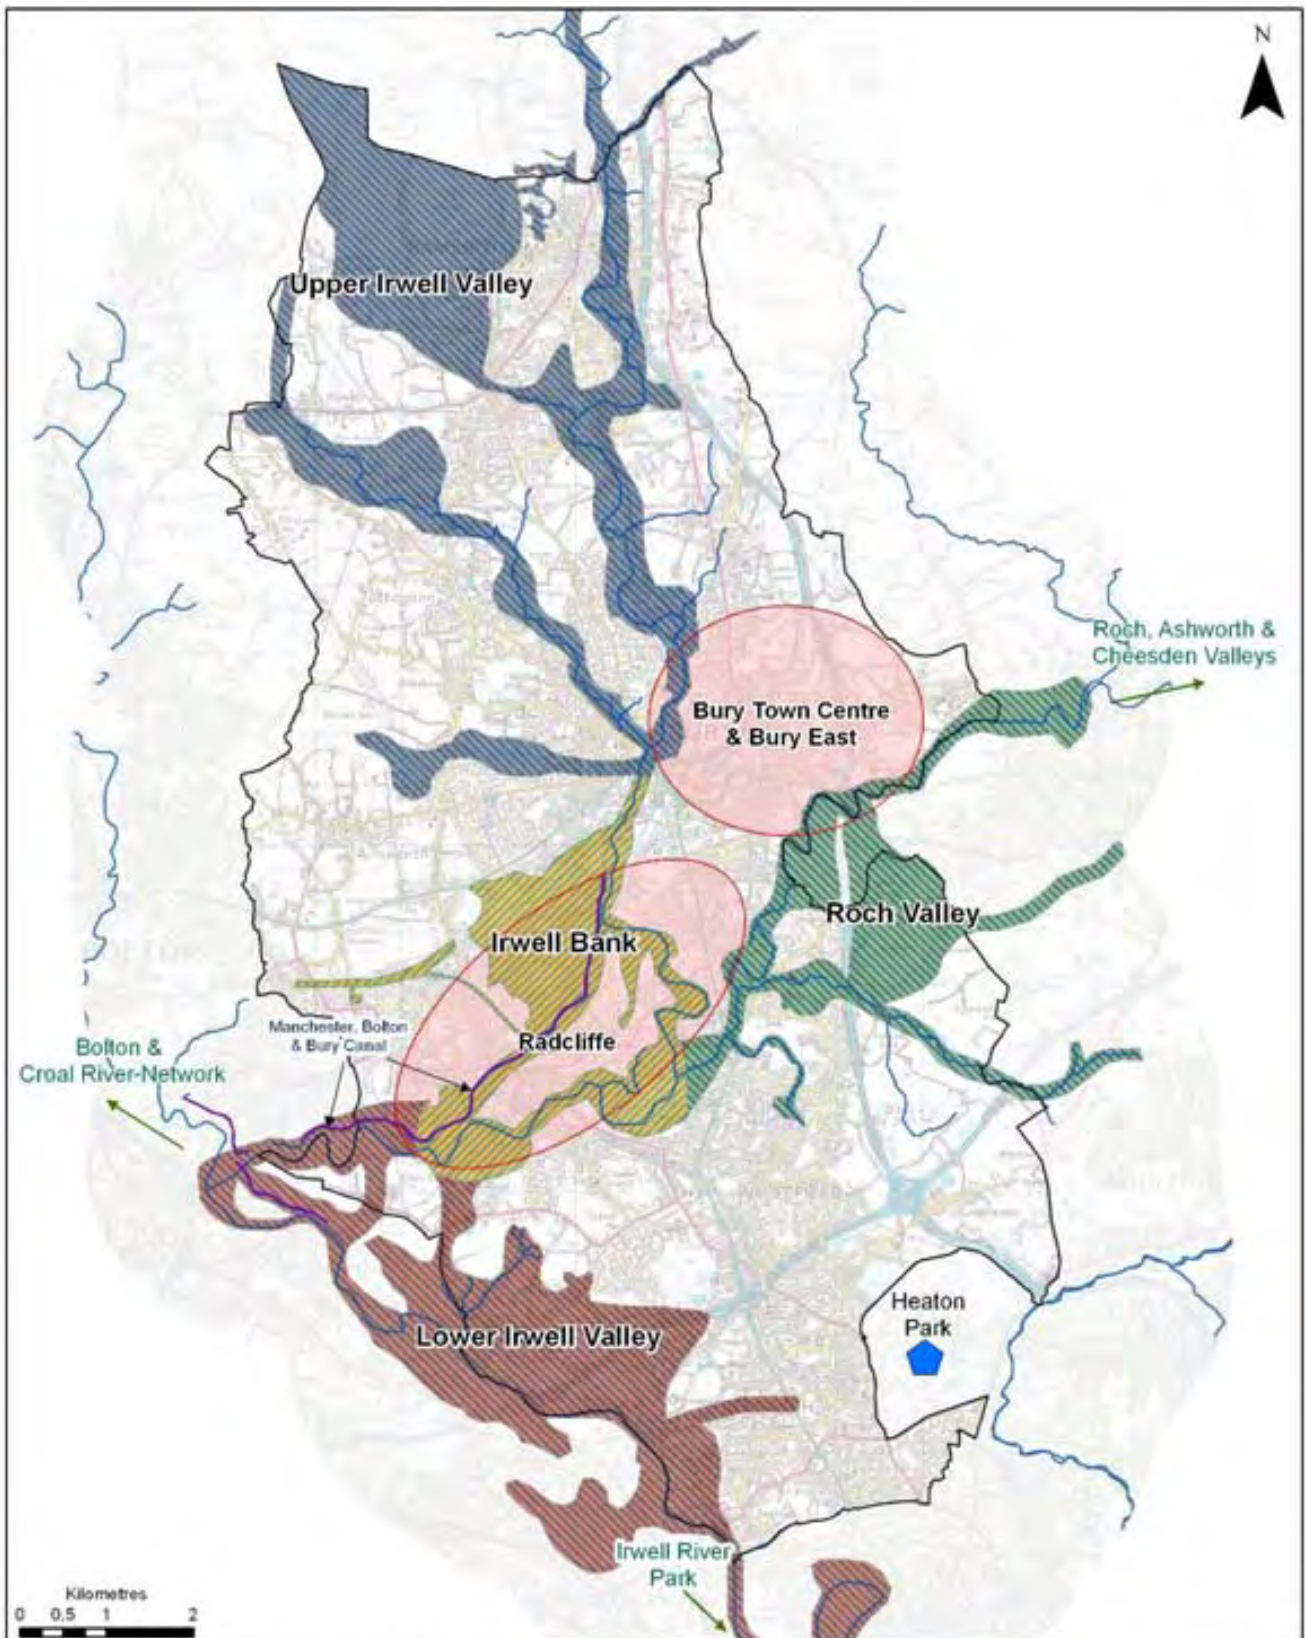 N
Upper Irwell Valley
Roch, Ashworth &
Cheesden Valleys
Bury Town Centre
& Bury East
Roch Valley
Irwell Bank
Manchester, Bolton
& Bury Canal
Radcliffe
Bolton &
Croal River-Network
Heaton
Park
Lower Irwell Valley
Irwell River
Park
Kilometres
0 0.5 1 2